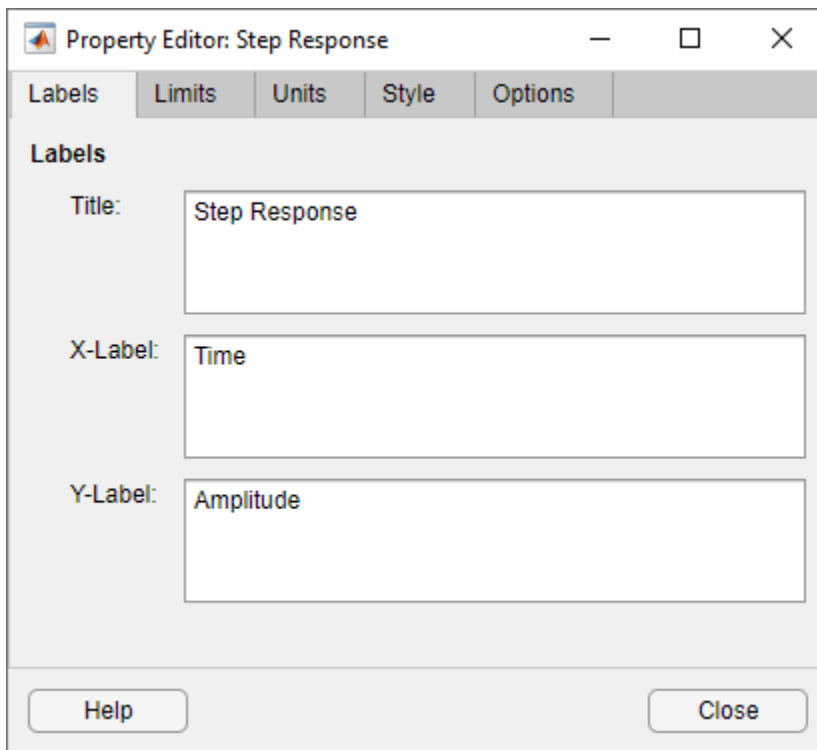 Property Editor: Step Response
Labels Limits Units Style Options
Labels
Title: Step Response
X-Label: Time
Y-Label: Amplitude
Help Close